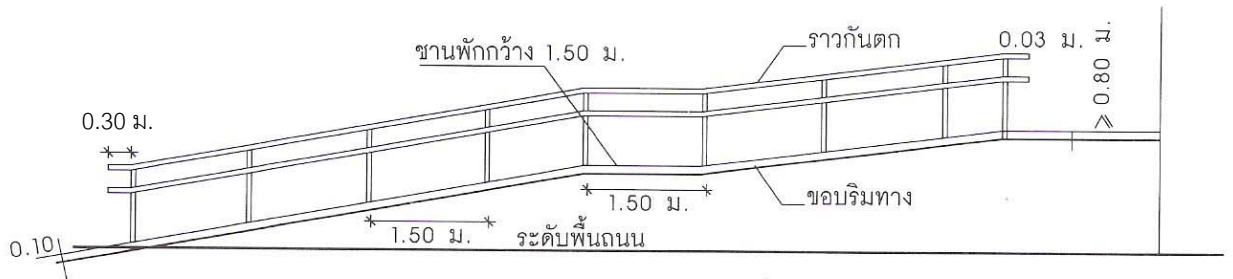 ชานพักกว้าง 1.50 ม.
ราวกันตก
0.03 ม.
≥ 0.80 ม.
0.30 ม.
1.50 ม.
ขอบริมทาง
1.50 ม.
ระดับพื้นถนน
0.10